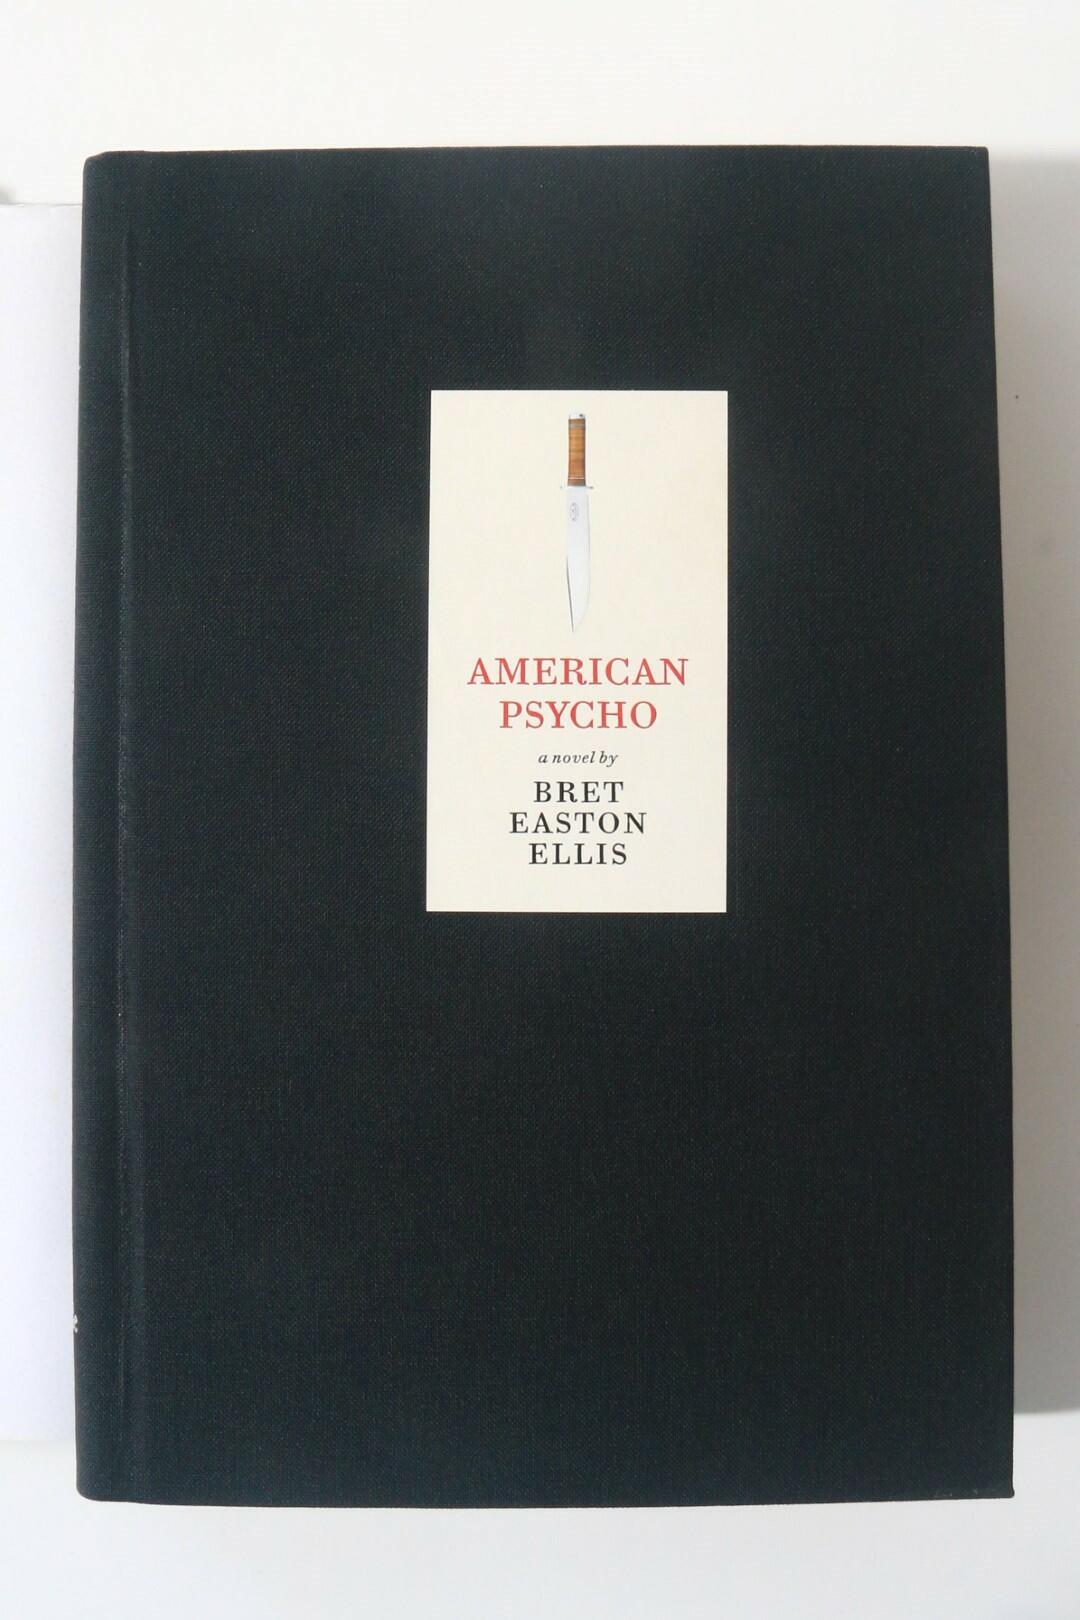 AMERICAN
PSYCHO
a novel by
BRET
EASTON
ELLIS